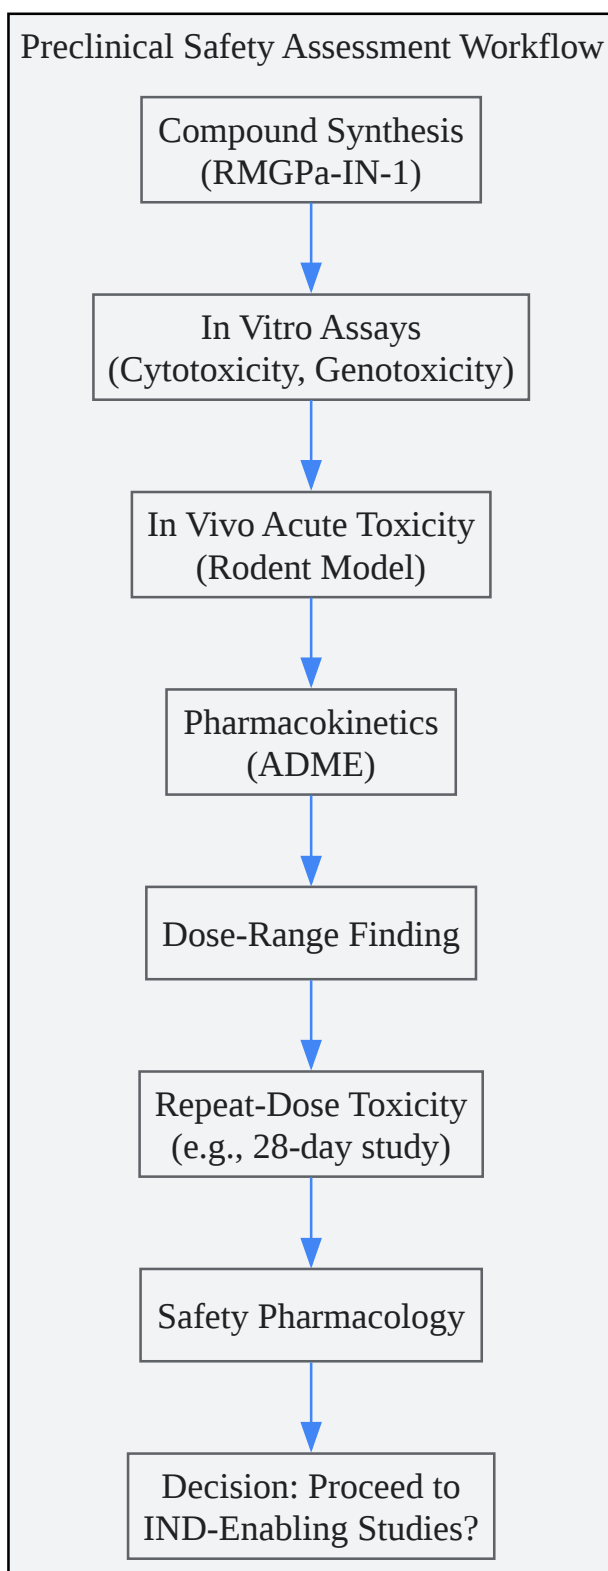 Preclinical Safety Assessment Workflow
Compound Synthesis
(RMGPa-IN-1)
In Vitro Assays
(Cytotoxicity, Genotoxicity)
In Vivo Acute Toxicity
(Rodent Model)
Pharmacokinetics
(ADME)
Dose-Range Finding
Repeat-Dose Toxicity
(e.g., 28-day study)
Safety Pharmacology
Decision: Proceed to
IND-Enabling Studies?